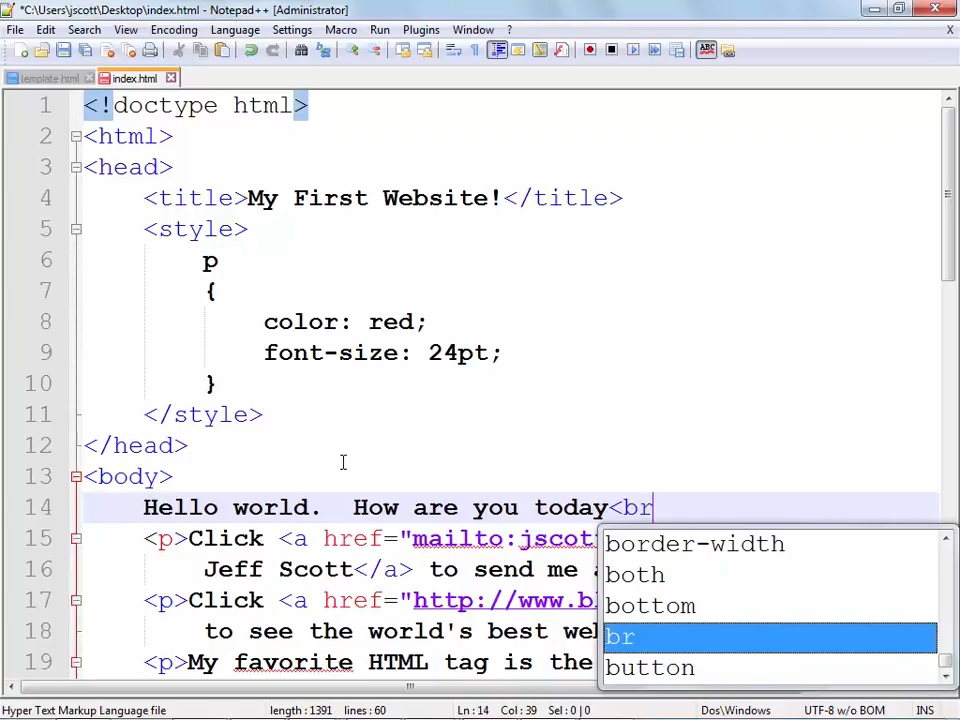 *C:\Users\jscott\Desktop\index.html - Notepad++ [Administrator]
File Edit Search View Encoding Language Settings Macro Run Plugins Window ? X
template.html index.html
1 <!doctype html>
2 <html>
3 <head>
4 <title>My First Website!</title>
5 <style>
6 p
7 {
8 color: red;
9 font-size: 24pt;
10 }
11 </style>
12 </head>
13 <body>
14 Hello world.  How are you today<br
15 <p>Click <a href="mailto:jscott
16 Jeff Scott</a> to send me a
17 <p>Click <a href="http://www.bl
18 to see the world's best web
19 <p>My favorite HTML tag is the
border-width
both
bottom
br
button
Hyper Text Markup Language file length : 1391 lines : 60 Ln : 14 Col : 39 Sel : 0 | 0 Dos\Windows UTF-8 w/o BOM INS